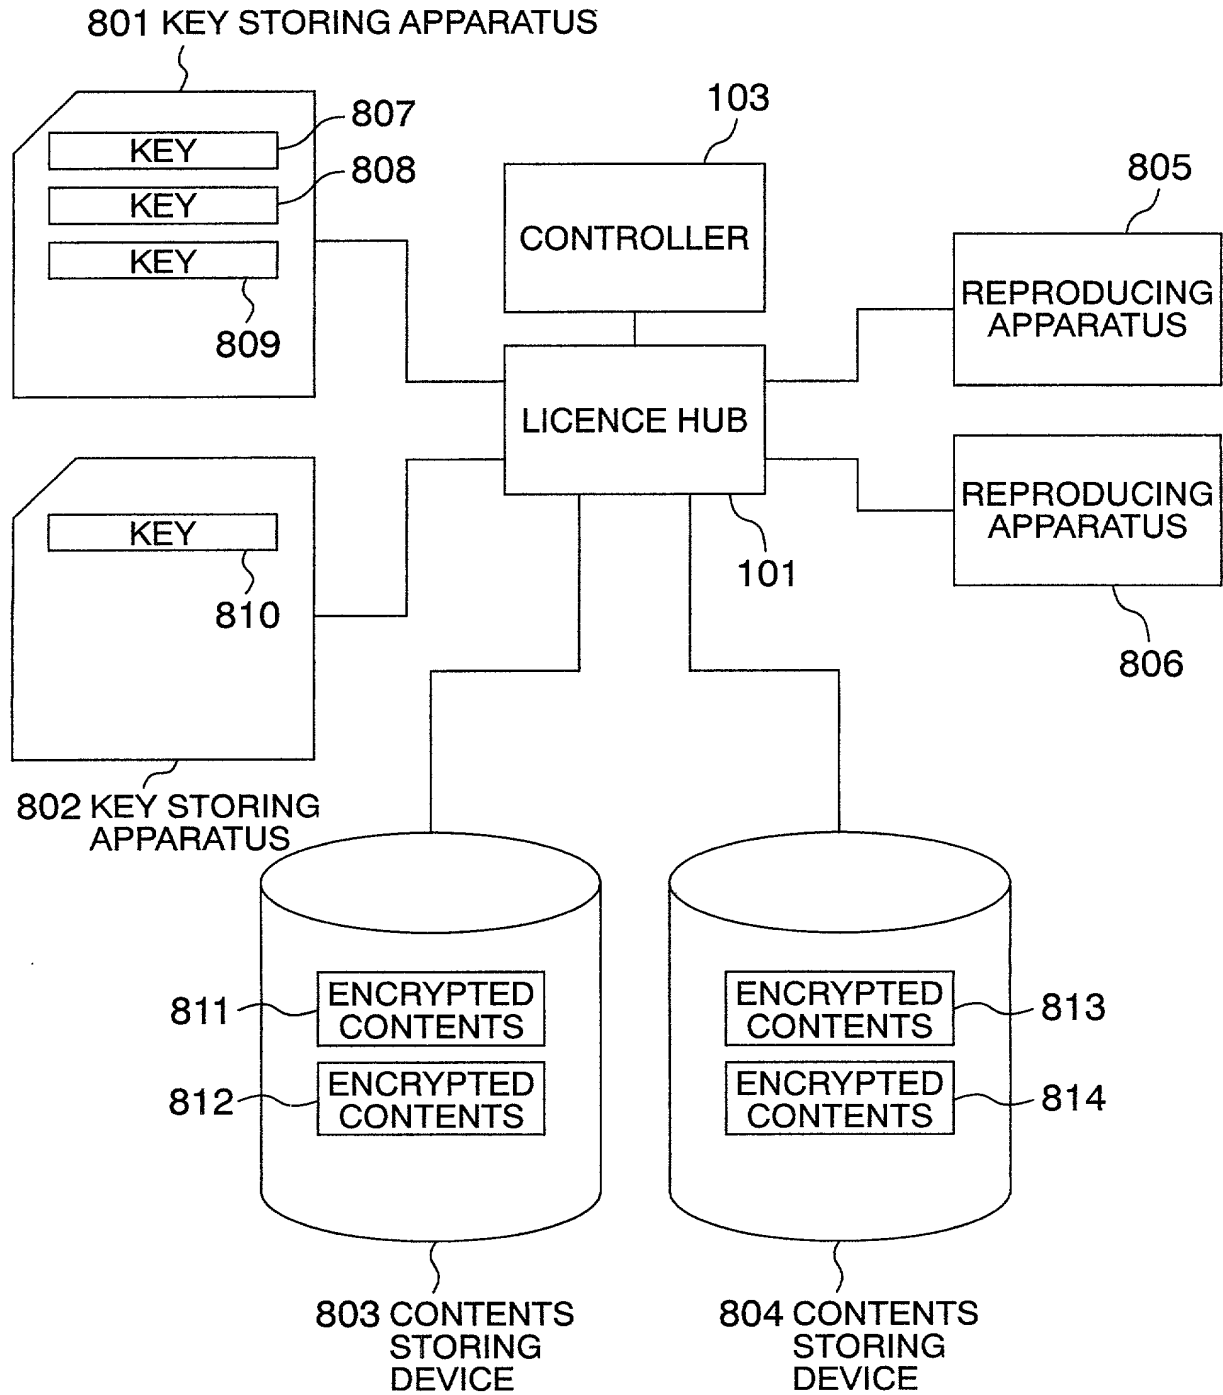 801 KEY STORING APPARATUS
KEY
807
KEY
808
KEY
809
103
CONTROLLER
805
REPRODUCING
APPARATUS
LICENCE HUB
101
REPRODUCING
APPARATUS
806
KEY
810
802 KEY STORING
APPARATUS
811
ENCRYPTED
CONTENTS
812
ENCRYPTED
CONTENTS
ENCRYPTED
CONTENTS
813
ENCRYPTED
CONTENTS
814
803 CONTENTS
STORING
DEVICE
804 CONTENTS
STORING
DEVICE